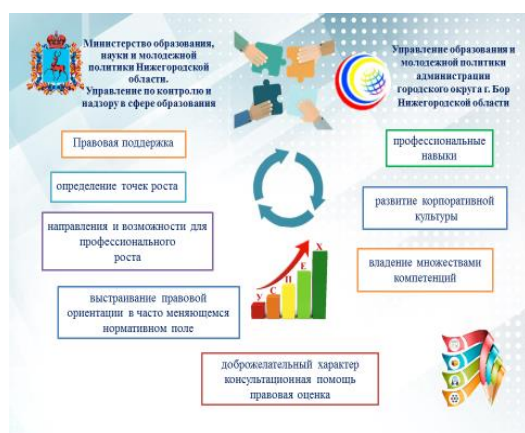 Министерство образования,
науки и молодежной
политики Нижегородской
области.
Управление по контролю и
надзору в сфере образования
Управление образования и
молодежной политики
администрации
городского округа г. Бор
Нижегородской области
Правовая поддержка
определение точек роста
направления и возможности для
профессионального
роста
выстраивание правовой
ориентации в часто меняющемся
нормативном поле
профессиональные
навыки
развитие корпоративной
культуры
владение множествами
компетенций
У С П Е Х
доброжелательный характер
консультационная помощь
правовая оценка